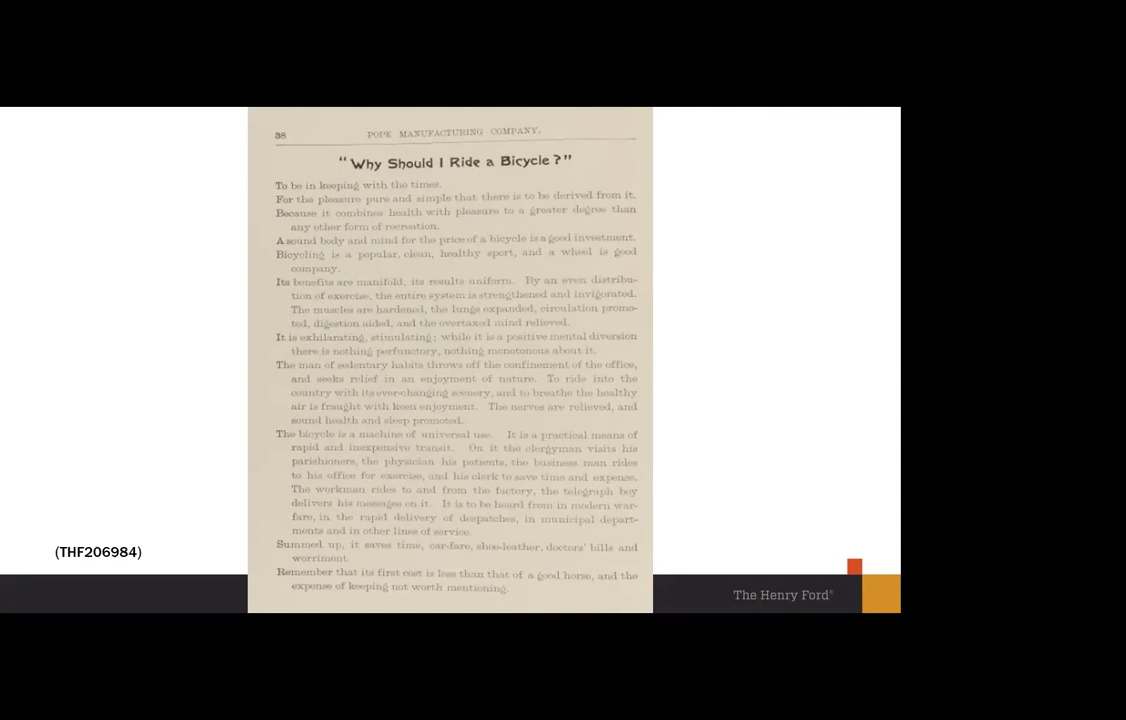 38 POPE MANUFACTURING COMPANY.
"Why Should I Ride a Bicycle?"
To be in keeping with the times.
For the pleasure pure and simple that there is to be derived from it.
Because it combines health with pleasure to a greater degree than
any other form of recreation.
A sound body and mind for the price of a bicycle is a good investment.
Bicycling is a popular, clean, healthy sport, and a wheel is good
company.
Its benefits are manifold, its results uniform. By an even distribu-
tion of exercise, the entire system is strengthened and invigorated.
The muscles are hardened, the lungs expanded, circulation promo-
ted, digestion aided, and the overtaxed mind relieved.
It is exhilarating, stimulating; while it is a positive mental diversion
there is nothing perfunctory, nothing monotonous about it.
The man of sedentary habits throws off the confinement of the office,
and seeks relief in an enjoyment of nature. To ride into the
country with its ever-changing scenery, and to breathe the healthy
air is fraught with keen enjoyment. The nerves are relieved, and
sound health and sleep promoted.
The bicycle is a machine of universal use. It is a practical means of
rapid and inexpensive transit. On it the clergyman visits his
parishioners, the physician his patients, the business man rides
to his office for exercise, and his clerk to save time and expense.
The workman rides to and from the factory, the telegraph boy
delivers his messages on it. It is to be heard from in modern war-
fare, in the rapid delivery of despatches, in municipal depart-
ments and in other lines of service.
Summed up, it saves time, car-fare, shoe-leather, doctors' bills and
worriment.
Remember that its first cost is less than that of a good horse, and the
expense of keeping not worth mentioning.
(THF206984)
The Henry Ford®